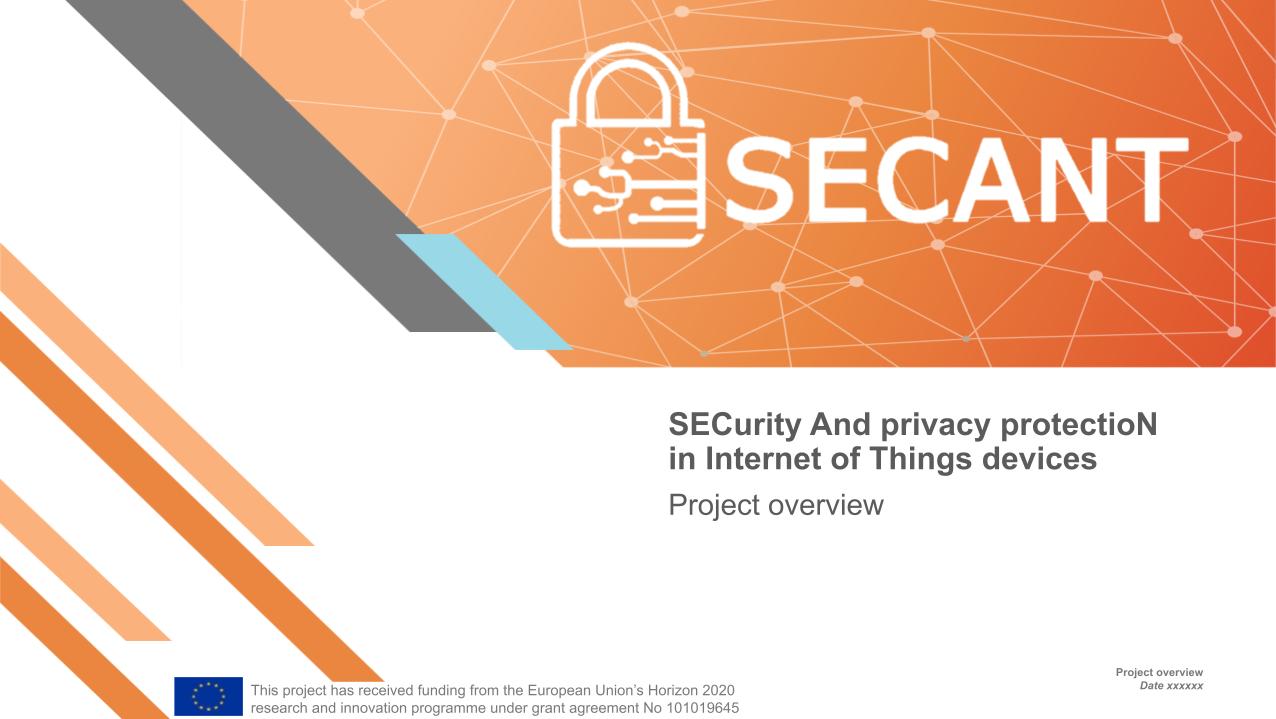 SECANT
SECurity And privacy protectioN
in Internet of Things devices
Project overview
Project overview
Date xxxxxx
This project has received funding from the European Union’s Horizon 2020
research and innovation programme under grant agreement No 101019645